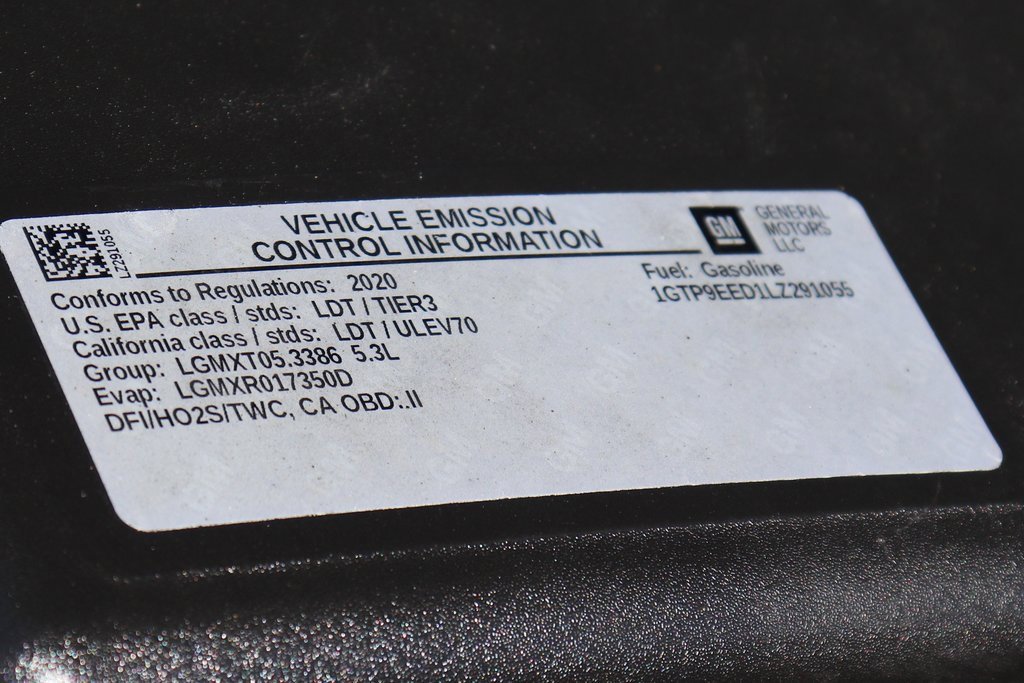 VEHICLE EMISSION
CONTROL INFORMATION
LZ291055
GM
GENERAL
MOTORS
LLC
Conforms to Regulations: 2020
U.S. EPA class / stds: LDT / TIER3
California class / stds: LDT / ULEV70
Group: LGMXT05.3386 5.3L
Evap: LGMXR017350D
DFI/HO2S/TWC, CA OBD:.II
Fuel: Gasoline
1GTP9EED1LZ291055